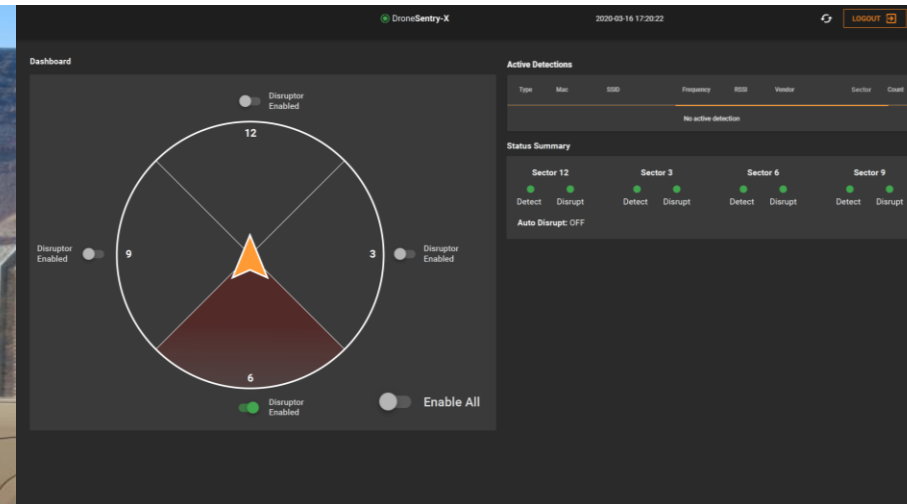 DroneSentry-X
2020-03-16 17:20:22
LOGOUT
Dashboard
Disruptor
Enabled
12
Disruptor
Enabled
9
3
Disruptor
Enabled
6
Disruptor
Enabled
Enable All
Active Detections
Type Mac SSID Frequency RSSI Vendor Sector Count
No active detection
Status Summary
Sector 12 Sector 3 Sector 6 Sector 9
Detect Disrupt Detect Disrupt Detect Disrupt Detect Disrupt
Auto Disrupt: OFF